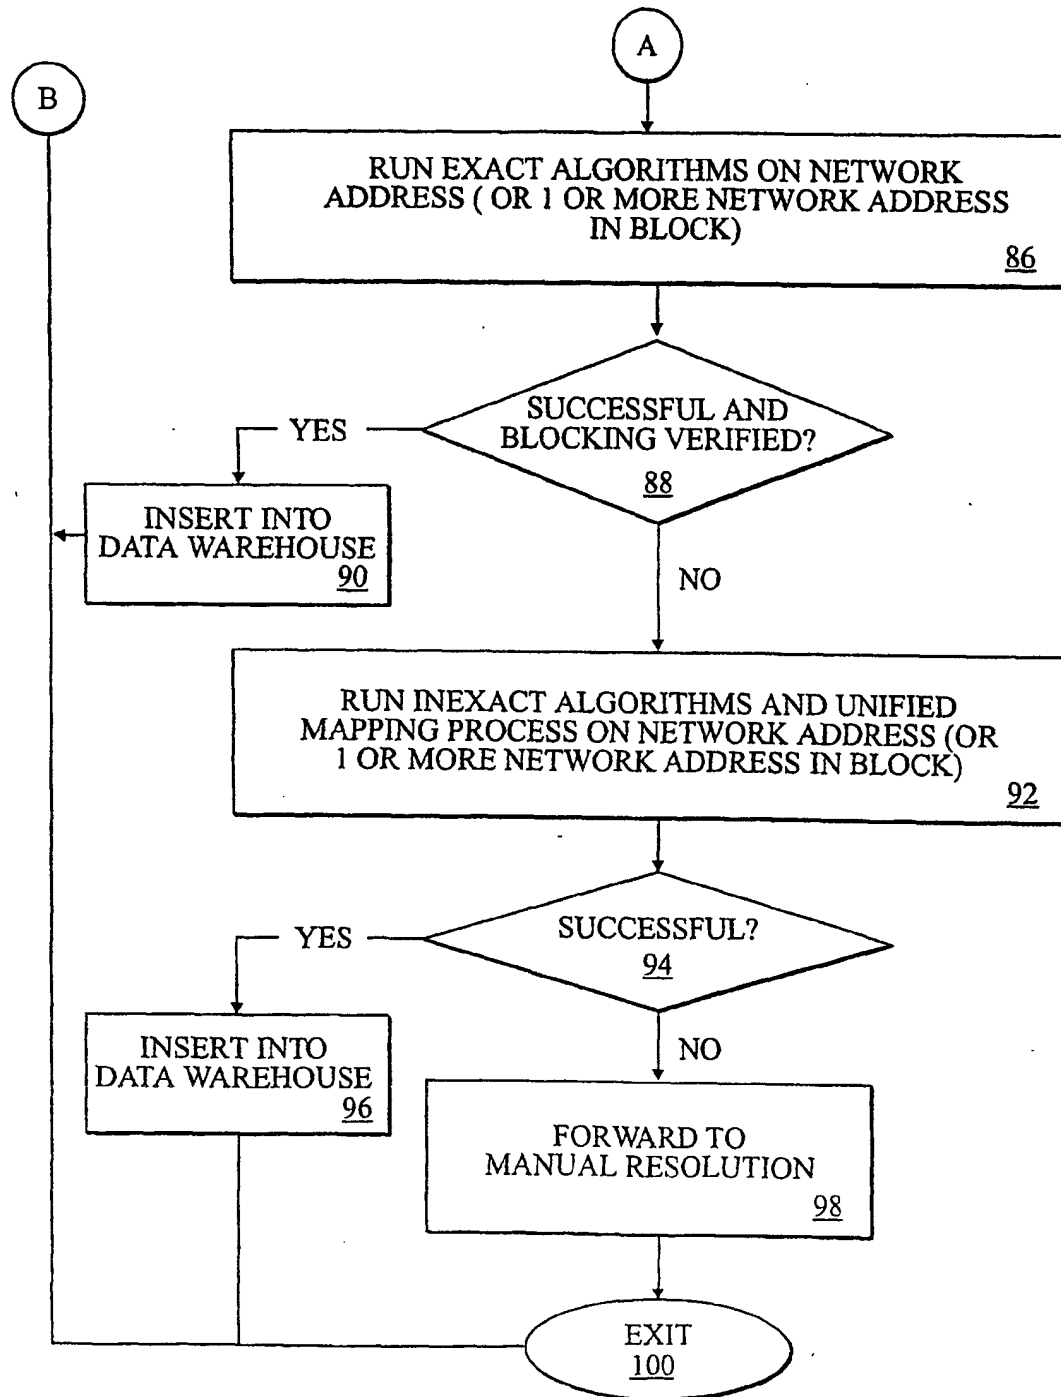 A
B
RUN EXACT ALGORITHMS ON NETWORK
ADDRESS ( OR 1 OR MORE NETWORK ADDRESS
IN BLOCK)
86
SUCCESSFUL AND
BLOCKING VERIFIED?
88
YES
INSERT INTO
DATA WAREHOUSE
90
NO
RUN INEXACT ALGORITHMS AND UNIFIED
MAPPING PROCESS ON NETWORK ADDRESS (OR
1 OR MORE NETWORK ADDRESS IN BLOCK)
92
SUCCESSFUL?
94
YES
INSERT INTO
DATA WAREHOUSE
96
NO
FORWARD TO
MANUAL RESOLUTION
98
EXIT
100